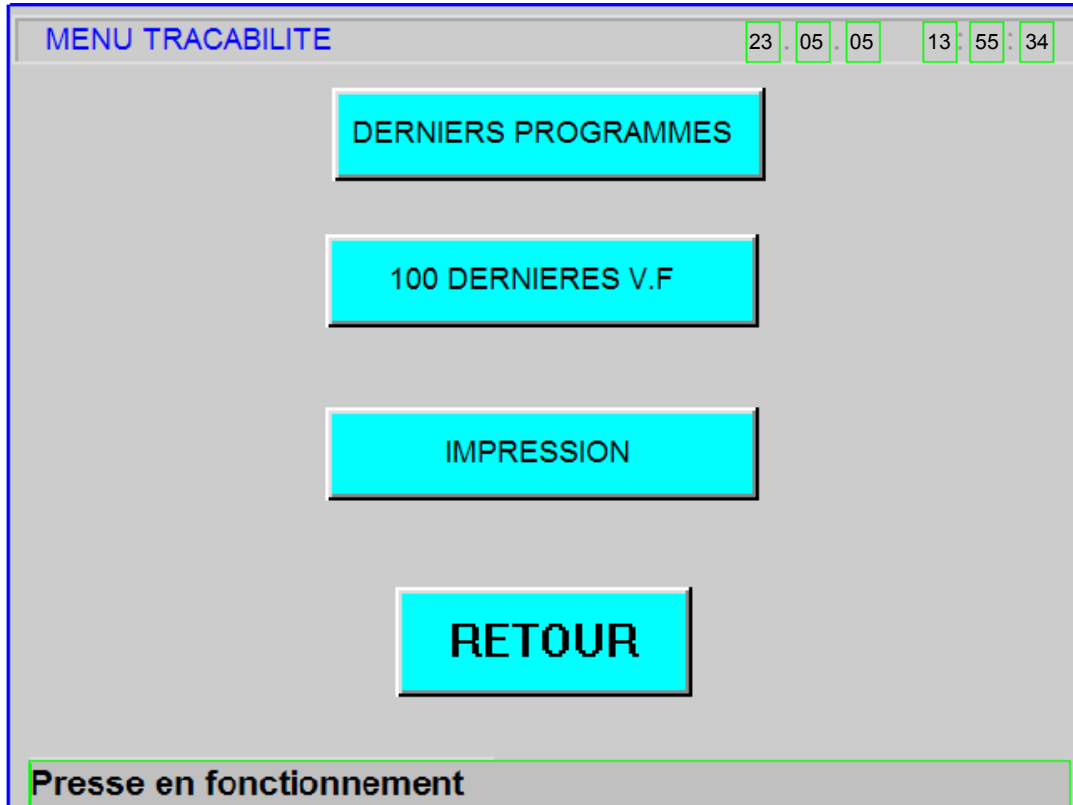 MENU TRACABILITE 23 . 05 . 05 13 : 55 : 34
DERNIERS PROGRAMMES
100 DERNIERES V.F
IMPRESSION
RETOUR
Presse en fonctionnement